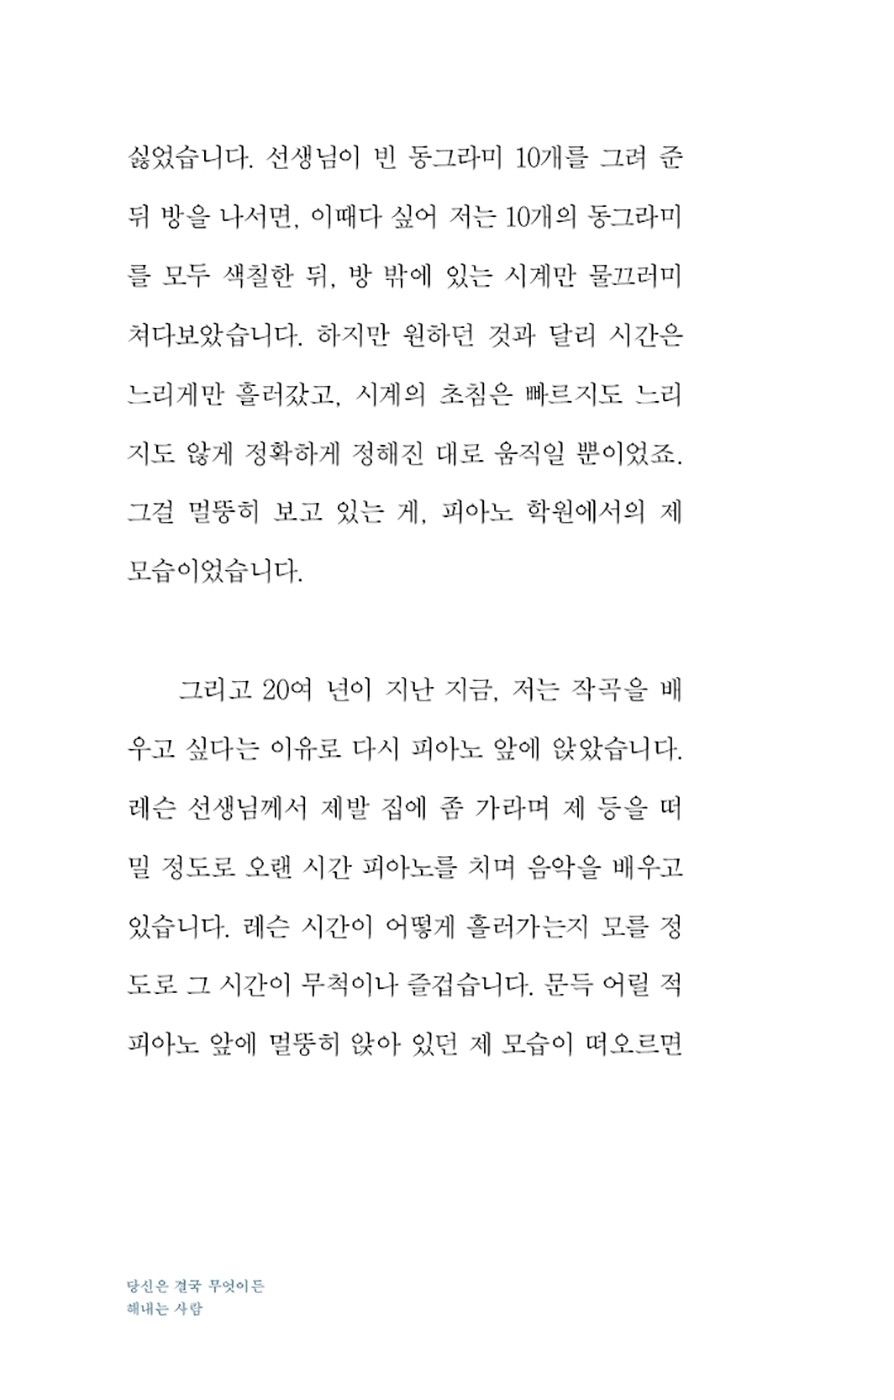 싫었습니다. 선생님이 빈 동그라미 10개를 그려 준
뒤 방을 나서면, 이때다 싶어 저는 10개의 동그라미
를 모두 색칠한 뒤, 방 밖에 있는 시계만 물끄러미
쳐다보았습니다. 하지만 원하던 것과 달리 시간은
느리게만 흘러갔고, 시계의 초침은 빠르지도 느리
지도 않게 정확하게 정해진 대로 움직일 뿐이었죠.
그걸 멀뚱히 보고 있는 게, 피아노 학원에서의 제
모습이었습니다.
그리고 20여 년이 지난 지금, 저는 작곡을 배
우고 싶다는 이유로 다시 피아노 앞에 앉았습니다.
레슨 선생님께서 제발 집에 좀 가라며 제 등을 떠
밀 정도로 오랜 시간 피아노를 치며 음악을 배우고
있습니다. 레슨 시간이 어떻게 흘러가는지 모를 정
도로 그 시간이 무척이나 즐겁습니다. 문득 어릴 적
피아노 앞에 멀뚱히 앉아 있던 제 모습이 떠오르면
당신은 결국 무엇이든
해내는 사람